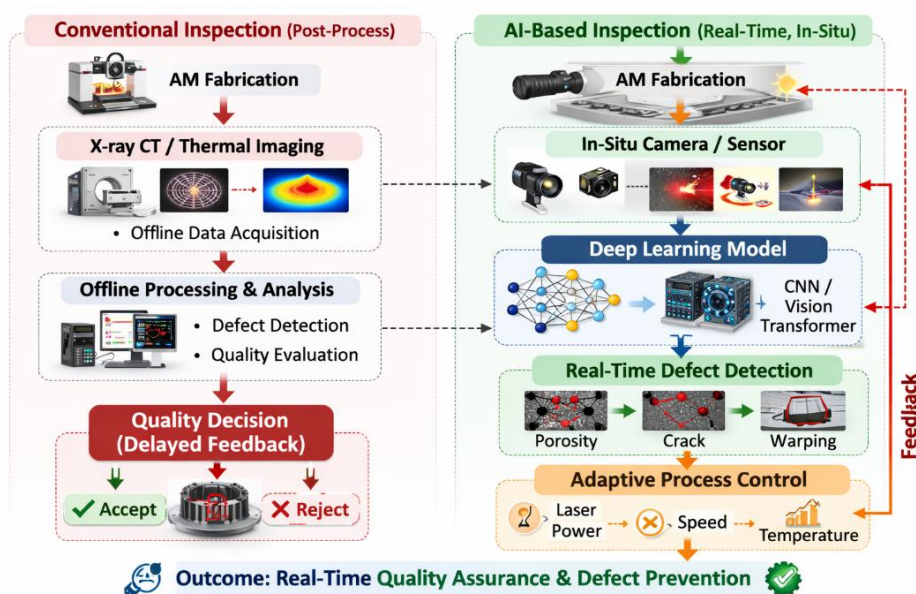 Conventional Inspection (Post-Process)
AM Fabrication
X-ray CT / Thermal Imaging
• Offline Data Acquisition
Offline Processing & Analysis
• Defect Detection
• Quality Evaluation
Quality Decision
(Delayed Feedback)
Accept
Reject
AI-Based Inspection (Real-Time, In-Situ)
AM Fabrication
In-Situ Camera / Sensor
Deep Learning Model
CNN /
Vision
Transformer
Real-Time Defect Detection
Porosity
Crack
Warping
Adaptive Process Control
Laser
Power
Speed
Temperature
Feedback
Outcome: Real-Time Quality Assurance & Defect Prevention